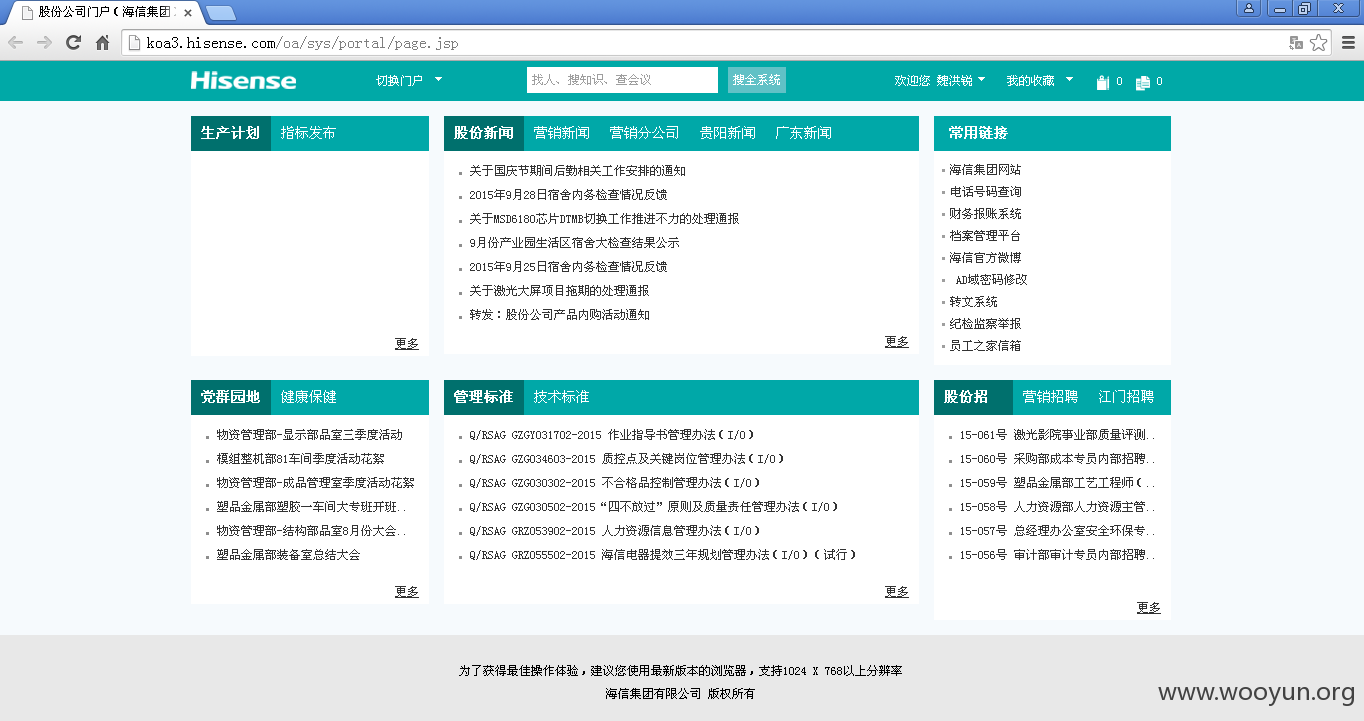 股份公司门户（海信集团
koa3.hisense.com/oa/sys/portal/page.jsp
Hisense 切换门户 找人、搜知识、查会议 搜全系统 欢迎您 魏洪锐 我的收藏 0 0
生产计划 指标发布
更多
股份新闻 营销新闻 营销分公司 贵阳新闻 广东新闻
关于国庆节期间后勤相关工作安排的通知
2015年9月28日宿舍内务检查情况反馈
关于MSD6180芯片DTMB切换工作推进不力的处理通报
9月份产业园生活区宿舍大检查结果公示
2015年9月25日宿舍内务检查情况反馈
关于激光大屏项目拖期的处理通报
转发：股份公司产品内购活动通知
更多
常用链接
海信集团网站
电话号码查询
财务报账系统
档案管理平台
海信官方微博
AD域密码修改
转文系统
纪检监察举报
员工之家信箱
党群园地 健康保健
物资管理部-显示部品室三季度活动
模组整机部81车间季度活动花絮
物资管理部-成品管理室季度活动花絮
塑品金属部塑胶一车间大专班开班..
物资管理部-结构部品室8月份大会..
塑品金属部装备室总结大会
更多
管理标准 技术标准
Q/RSAG GZGY031702-2015 作业指导书管理办法（I/0）
Q/RSAG GZG034603-2015 质控点及关键岗位管理办法（I/0）
Q/RSAG GZG030302-2015 不合格品控制管理办法（I/0）
Q/RSAG GZG030502-2015“四不放过”原则及质量责任管理办法（I/0）
Q/RSAG GRZ053902-2015 人力资源信息管理办法（I/0）
Q/RSAG GRZ055502-2015 海信电器提效三年规划管理办法（I/0）（试行）
更多
股份招 营销招聘 江门招聘
15-061号 激光影院事业部质量评测..
15-060号 采购部成本专员内部招聘..
15-059号 塑品金属部工艺工程师（..
15-058号 人力资源部人力资源主管..
15-057号 总经理办公室安全环保专..
15-056号 审计部审计专员内部招聘..
更多
为了获得最佳操作体验，建议您使用最新版本的浏览器，支持1024 X 768以上分辨率
海信集团有限公司 版权所有
www.wooyun.org